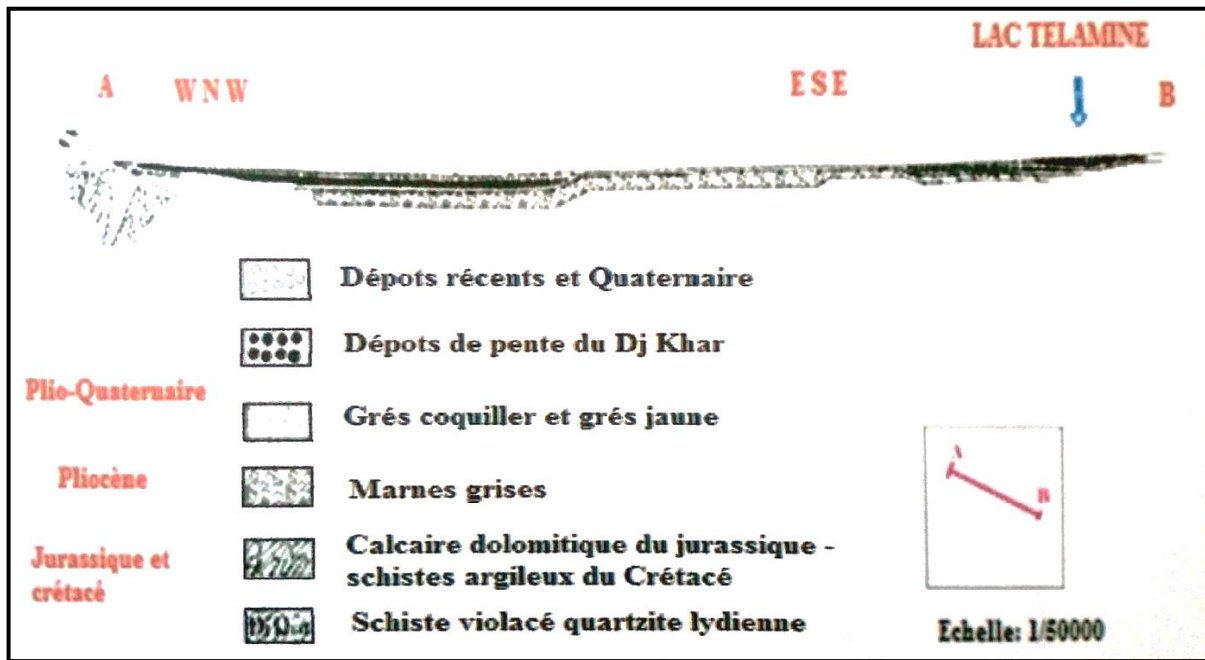 LAC TELAMINE
A WNW ESE B
Dépots récents et Quaternaire
Dépots de pente du Dj Khar
Plio-Quaternaire
Grés coquiller et grés jaune
Pliocène
Marnes grises
Jurassique et
crétacé
Calcaire dolomitique du jurassique -
schistes argileux du Crétacé
Schiste violacé quartzite lydienne
A
B
Echelle: 1/50000